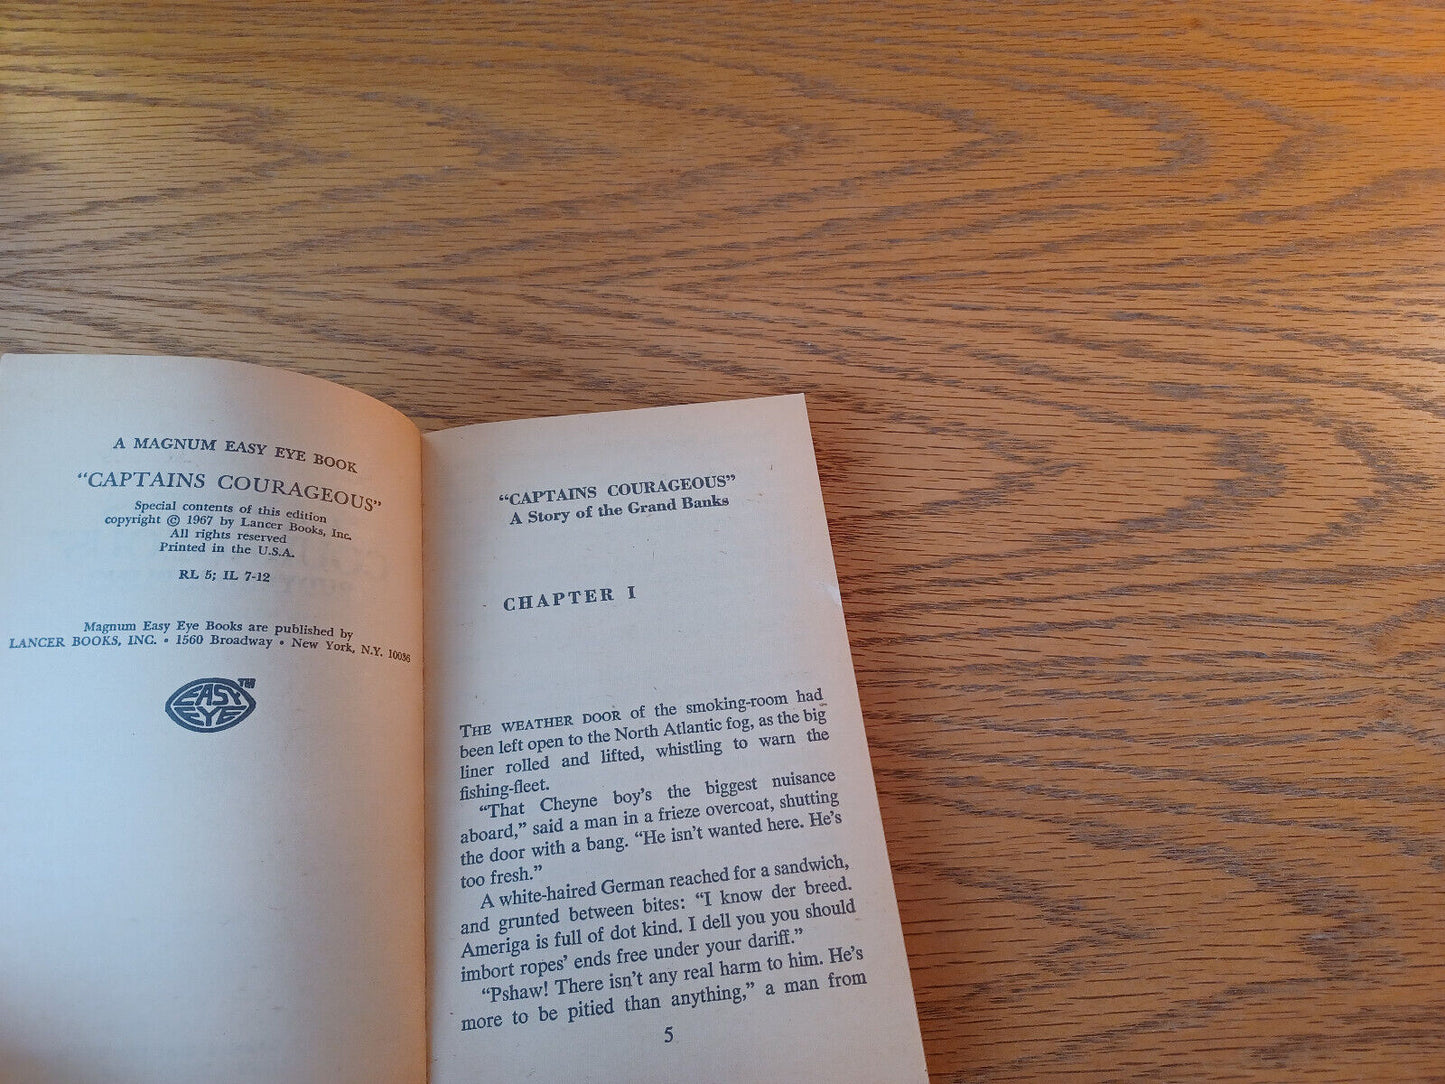 A MAGNUM EASY EYE BOOK
“CAPTAINS COURAGEOUS”
Special contents of this edition
copyright © 1967 by Lancer Books, Inc.
All rights reserved
Printed in the U.S.A.
RL 5; IL 7-12
Magnum Easy Eye Books are published by
LANCER BOOKS, INC. • 1560 Broadway • New York, N.Y. 10036
EASY EYE TM
“CAPTAINS COURAGEOUS”
A Story of the Grand Banks
CHAPTER I
THE WEATHER DOOR of the smoking-room had
been left open to the North Atlantic fog, as the big
liner rolled and lifted, whistling to warn the
fishing-fleet.
“That Cheyne boy’s the biggest nuisance
aboard,” said a man in a frieze overcoat, shutting
the door with a bang. “He isn’t wanted here. He’s
too fresh.”
A white-haired German reached for a sandwich,
and grunted between bites: “I know der breed.
Ameriga is full of dot kind. I dell you you should
imbort ropes’ ends free under your dariff.”
“Pshaw! There isn’t any real harm to him. He’s
more to be pitied than anything,” a man from
5